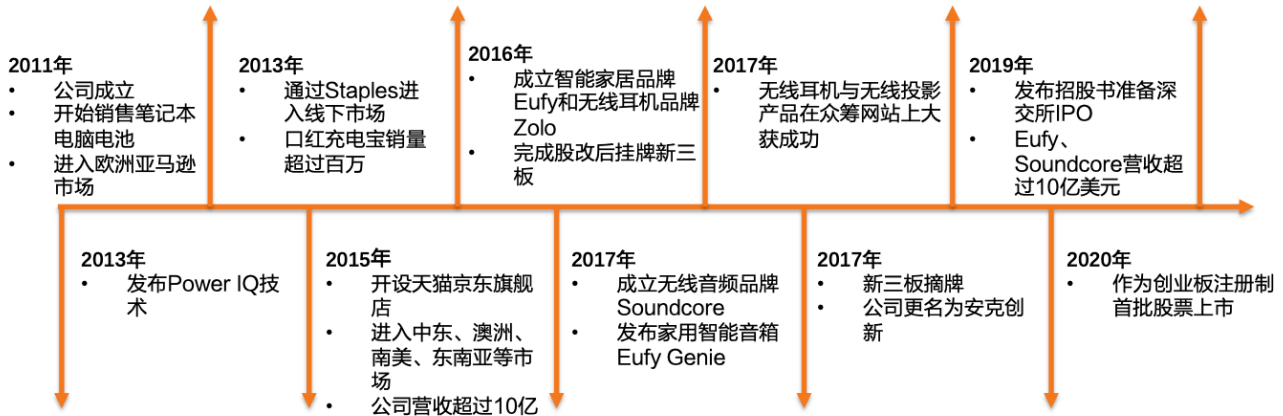 2011年
• 公司成立
• 开始销售笔记本
电脑电池
• 进入欧洲亚马逊
市场
2013年
• 通过Staples进
入线下市场
• 口红充电宝销量
超过百万
2016年
• 成立智能家居品牌
Eufy和无线耳机品牌
Zolo
• 完成股改后挂牌新三
板
2017年
• 无线耳机与无线投影
产品在众筹网站上大
获成功
2019年
• 发布招股书准备深
交所IPO
• Eufy、
Soundcore营收超
过10亿美元
2013年
• 发布Power IQ技
术
2015年
• 开设天猫京东旗舰
店
• 进入中东、澳洲、
南美、东南亚等市
场
• 公司营收超过10亿
2017年
• 成立无线音频品牌
Soundcore
• 发布家用智能音箱
Eufy Genie
2017年
• 新三板摘牌
• 公司更名为安克创
新
2020年
• 作为创业板注册制
首批股票上市